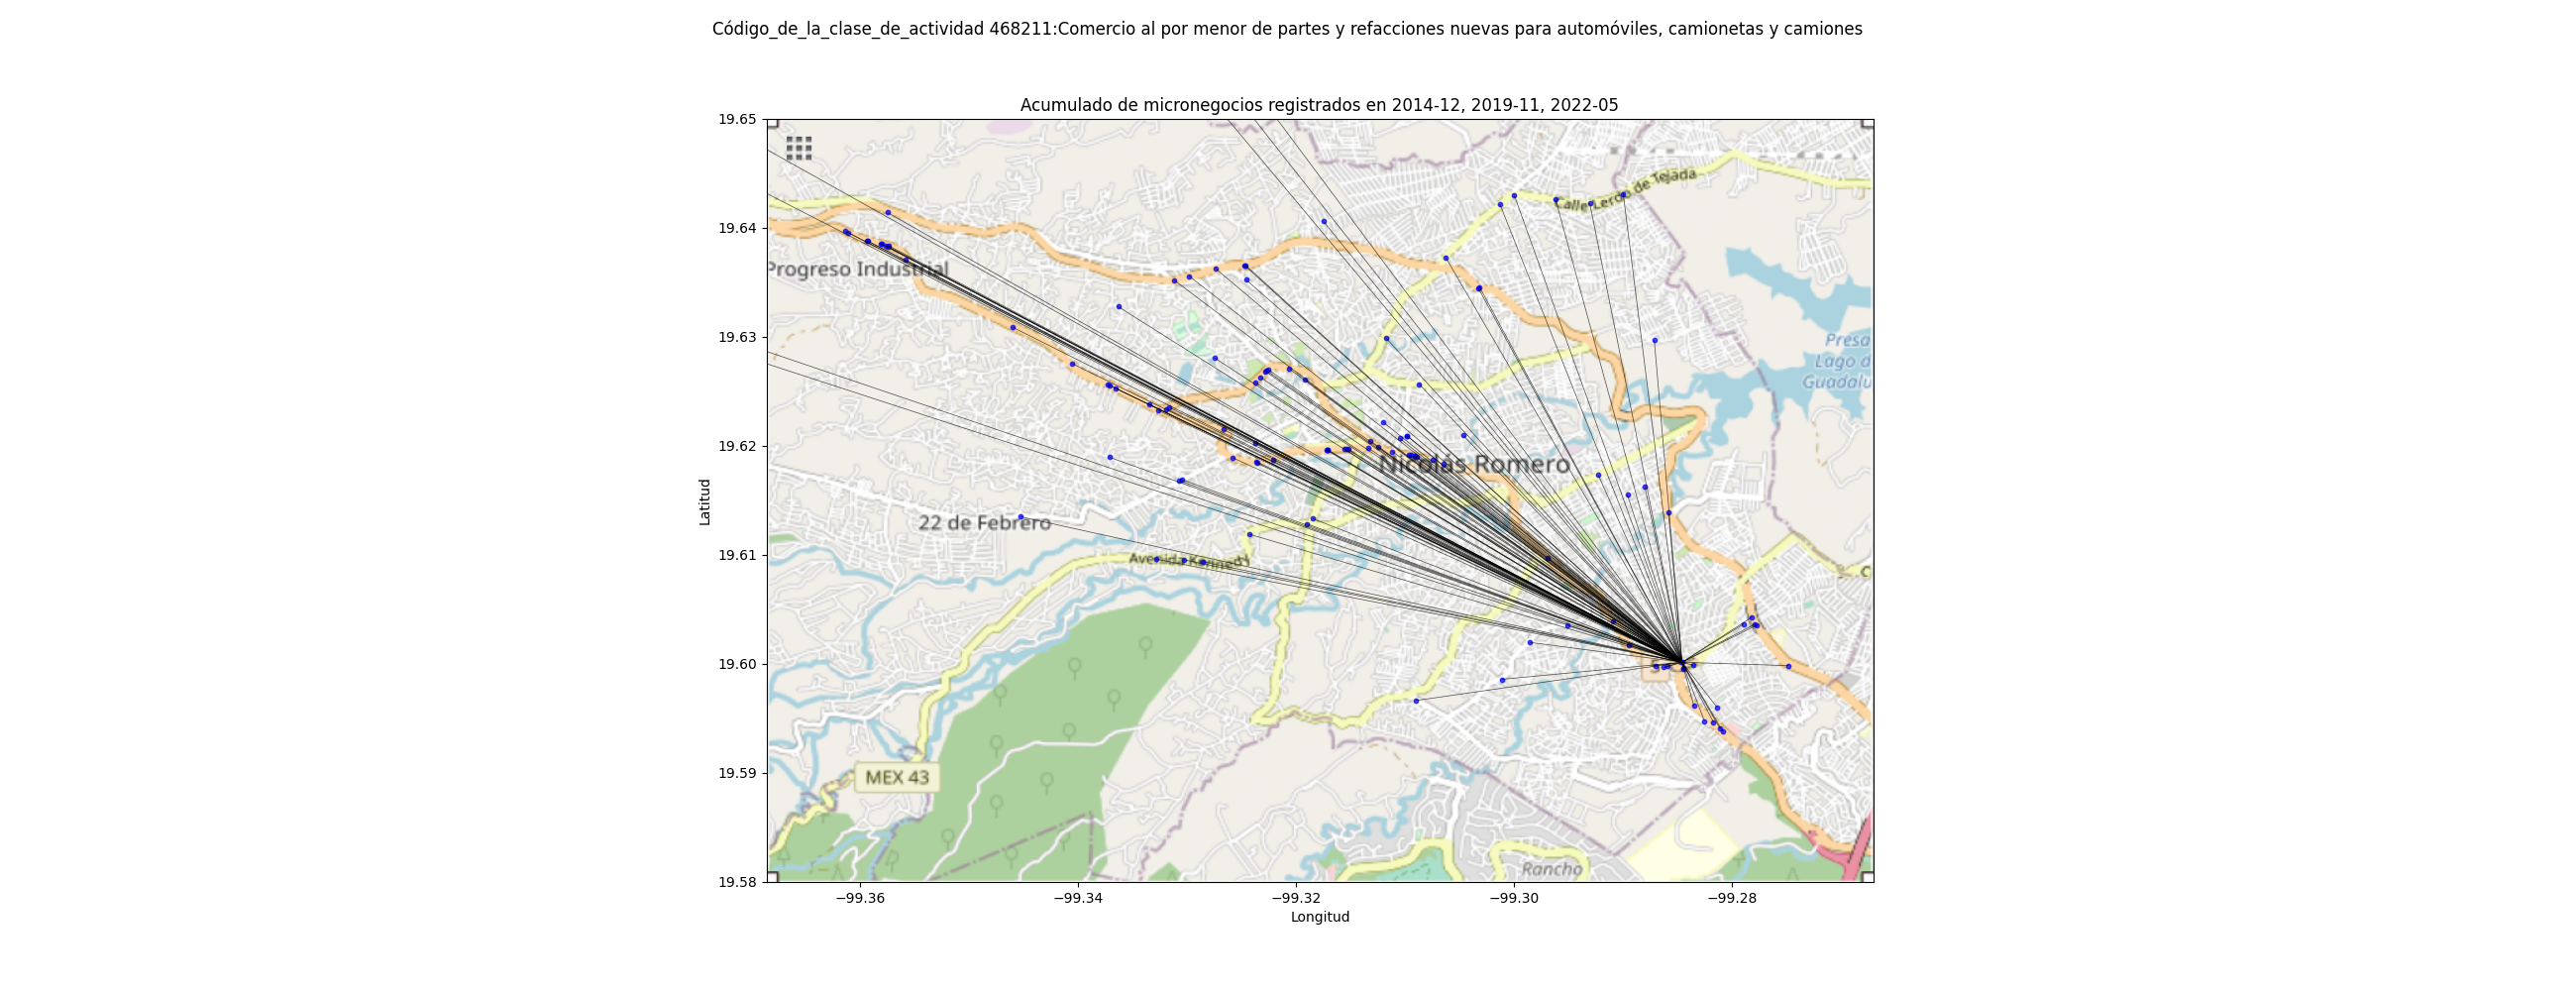 Código_de_la_clase_de_actividad 468211:Comercio al por menor de partes y refacciones nuevas para automóviles, camionetas y camiones
Acumulado de micronegocios registrados en 2014-12, 2019-11, 2022-05
19.65
19.64
19.63
19.62
19.61
19.60
19.59
19.58
Latitud
Calle Lerdo de Tejada
Progreso Industrial
Presa
Lago d
Guadalu
Nicolás Romero
22 de Febrero
Avenida Kennedy
C
MEX 43
Rancho
−99.36
−99.34
−99.32
−99.30
−99.28
Longitud